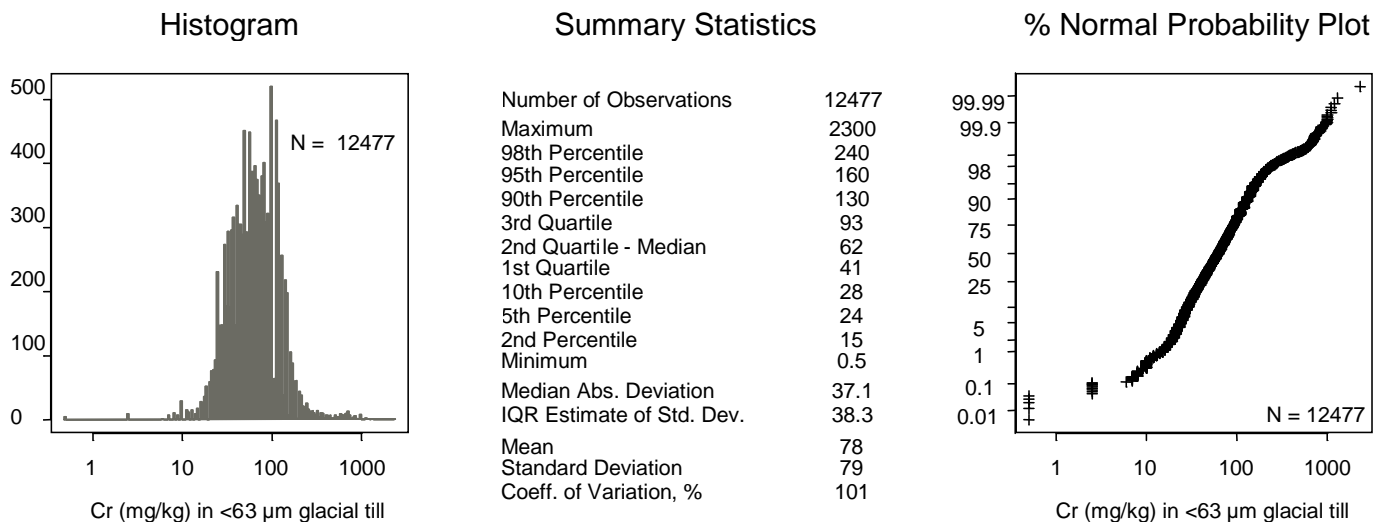 Histogram
500
400
300
200
100
0
N = 12477
1 10 100 1000
Cr (mg/kg) in <63 µm glacial till
Summary Statistics
Number of Observations 12477
Maximum 2300
98th Percentile 240
95th Percentile 160
90th Percentile 130
3rd Quartile 93
2nd Quartile - Median 62
1st Quartile 41
10th Percentile 28
5th Percentile 24
2nd Percentile 15
Minimum 0.5
Median Abs. Deviation 37.1
IQR Estimate of Std. Dev. 38.3
Mean 78
Standard Deviation 79
Coeff. of Variation, % 101
% Normal Probability Plot
99.99
99.9
98
90
75
50
25
5
1
0.1
0.01
N = 12477
1 10 100 1000
Cr (mg/kg) in <63 µm glacial till